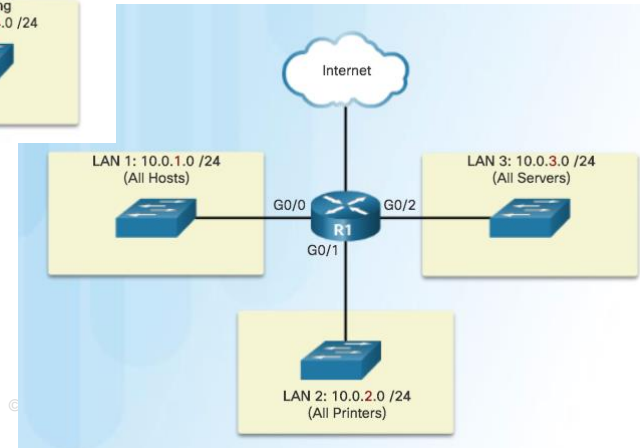 .0 /24
Internet
LAN 1: 10.0.1.0 /24
(All Hosts)
LAN 3: 10.0.3.0 /24
(All Servers)
G0/0
G0/2
R1
G0/1
LAN 2: 10.0.2.0 /24
(All Printers)
©